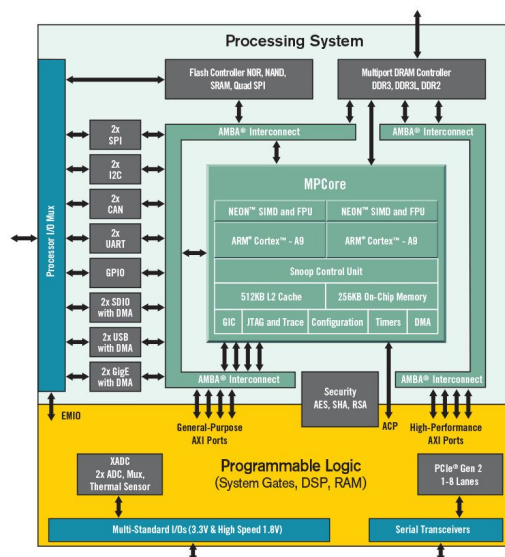 Processing System
Flash Controller NOR, NAND,
SRAM, Quad SPI
Multiport DRAM Controller
DDR3, DDR3L, DDR2
Processor I/O Mux
2x
SPI
2x
I2C
2x
CAN
2x
UART
GPIO
2x SDIO
with DMA
2x USB
with DMA
2x GigE
with DMA
AMBA® Interconnect
AMBA® Interconnect
MPCore
NEON™ SIMD and FPU
NEON™ SIMD and FPU
ARM® Cortex™ - A9
ARM® Cortex™ - A9
Snoop Control Unit
512KB L2 Cache
256KB On-Chip Memory
GIC
JTAG and Trace
Configuration
Timers
DMA
AMBA® Interconnect
AMBA® Interconnect
Security
AES, SHA, RSA
EMIO
General-Purpose
AXI Ports
ACP
High-Performance
AXI Ports
XADC
2x ADC, Mux,
Thermal Sensor
Programmable Logic
(System Gates, DSP, RAM)
PCIe® Gen 2
1-8 Lanes
Multi-Standard I/Os (3.3V & High Speed 1.8V)
Serial Transceivers